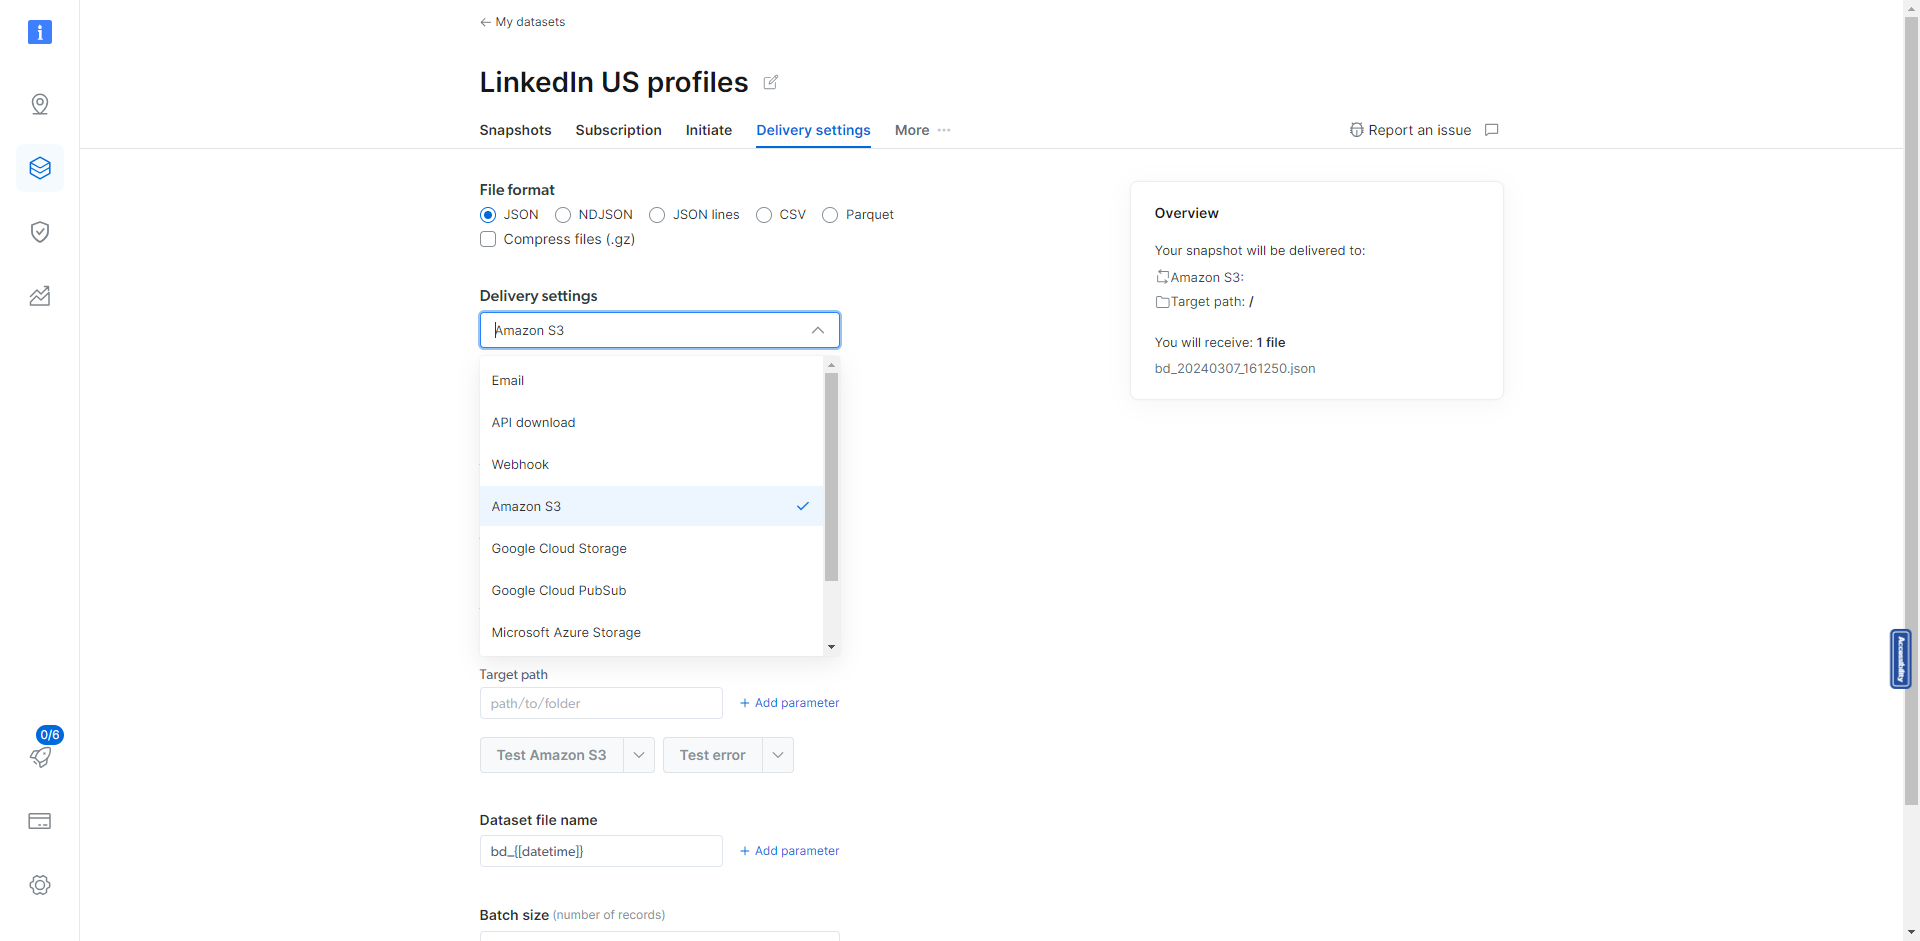 My datasets
LinkedIn US profiles
Snapshots Subscription Initiate Delivery settings More
Report an issue
File format
JSON NDJSON JSON lines CSV Parquet
Compress files (.gz)
Delivery settings
Amazon S3
Email
API download
Webhook
Amazon S3
Google Cloud Storage
Google Cloud PubSub
Microsoft Azure Storage
Target path
path/to/folder
+ Add parameter
Test Amazon S3
Test error
Dataset file name
bd_{[datetime]}
+ Add parameter
Batch size (number of records)
Overview
Your snapshot will be delivered to:
Amazon S3:
Target path: /
You will receive: 1 file
bd_20240307_161250.json
0/6
Accessibility